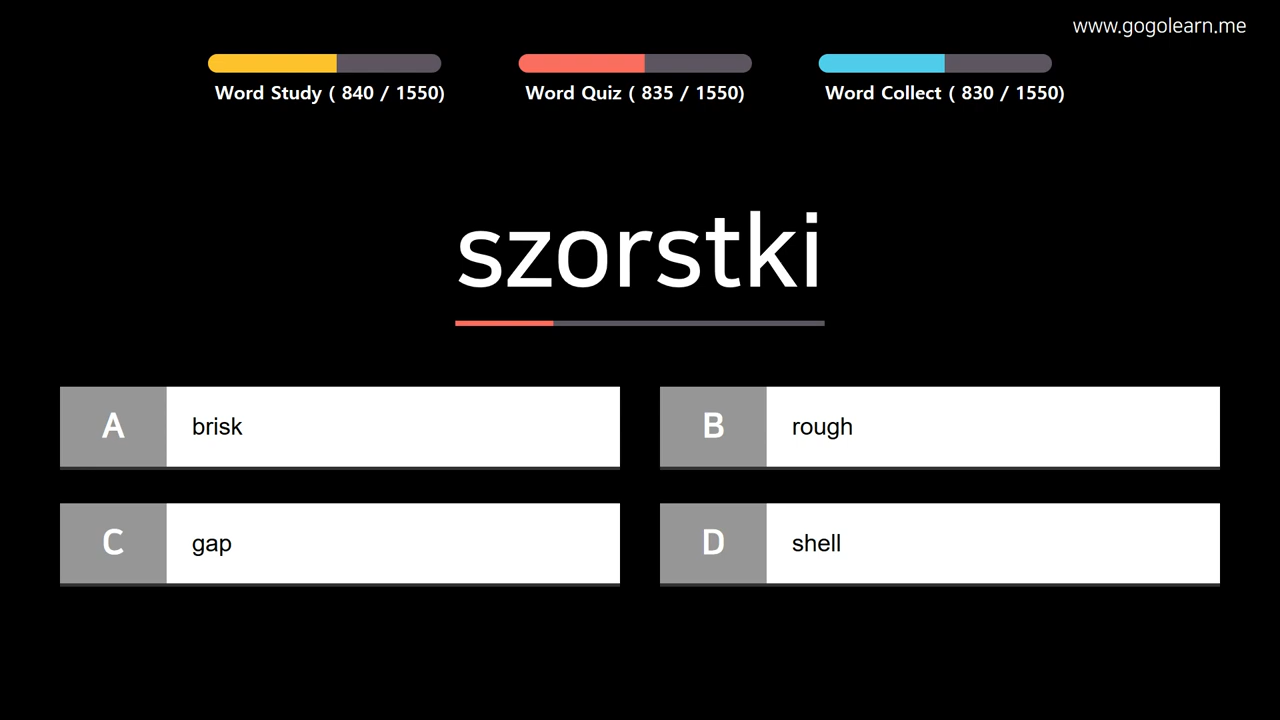 www.gogolearn.me
Word Study ( 840 / 1550)
Word Quiz ( 835 / 1550)
Word Collect ( 830 / 1550)
szorstki
A brisk
B rough
C gap
D shell